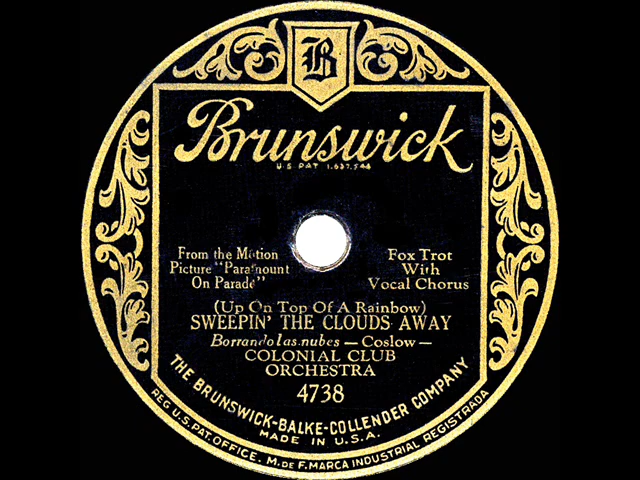 B
Brunswick
U.S. PAT 1,637,544
From the Motion
Picture "Paramount
On Parade"
Fox Trot
With
Vocal Chorus
(Up On Top Of A Rainbow)
SWEEPIN' THE CLOUDS AWAY
Borrando las nubes — Coslow —
COLONIAL CLUB
ORCHESTRA
4738
THE BRUNSWICK-BALKE-COLLENDER COMPANY
MADE IN U.S.A.
REG U.S. PAT. OFFICE. M. DE F. MARCA INDUSTRIAL REGISTRADA